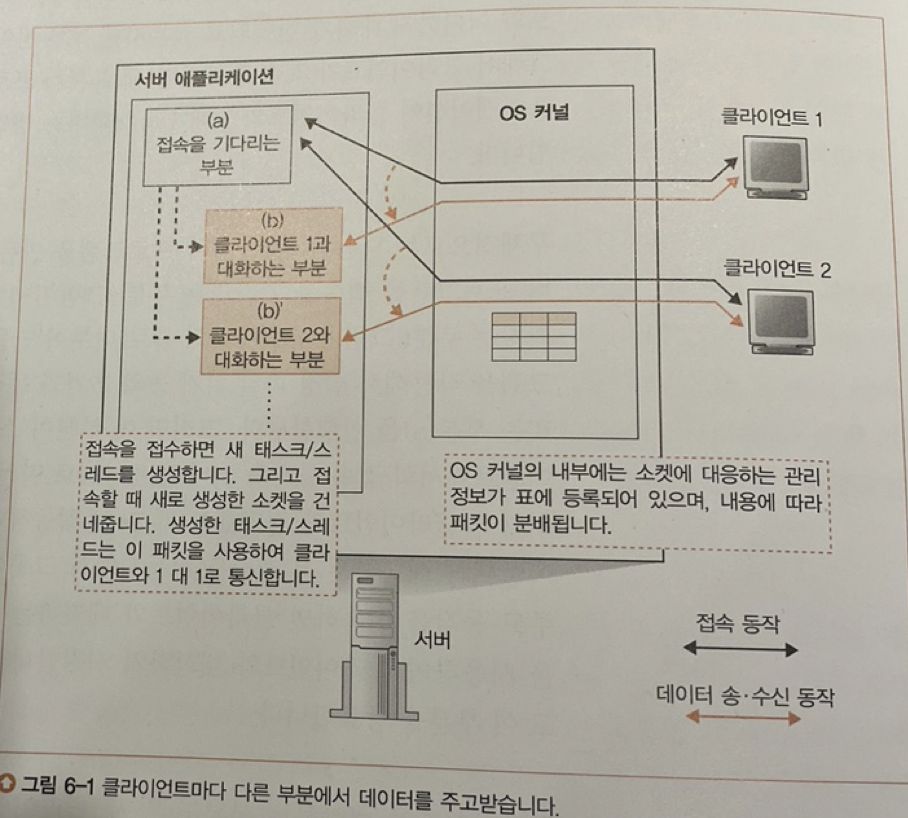 서버 애플리케이션
(a)
접속을 기다리는
부분
(b)
클라이언트 1과
대화하는 부분
(b)'
클라이언트 2와
대화하는 부분
OS 커널
클라이언트 1
클라이언트 2
접속을 접수하면 새 태스크/스
레드를 생성합니다. 그리고 접
속할 때 새로 생성한 소켓을 건
네줍니다. 생성한 태스크/스레
드는 이 패킷을 사용하여 클라
이언트와 1 대 1로 통신합니다.
OS 커널의 내부에는 소켓에 대응하는 관리
정보가 표에 등록되어 있으며, 내용에 따라
패킷이 분배됩니다.
서버
접속 동작
데이터 송·수신 동작
그림 6-1 클라이언트마다 다른 부분에서 데이터를 주고받습니다.